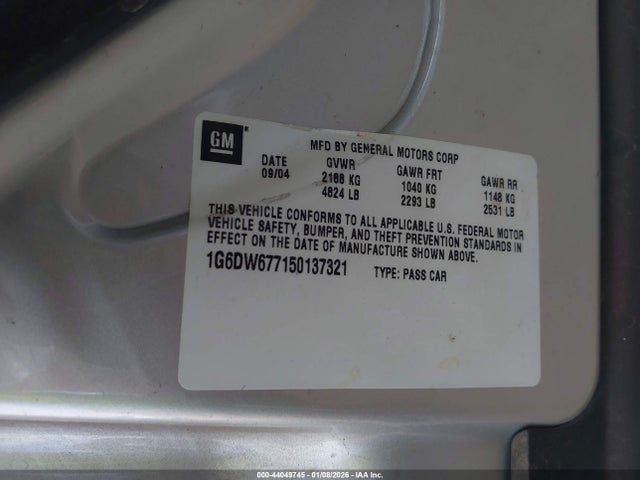 GM
MFD BY GENERAL MOTORS CORP
DATE GVWR GAWR FRT GAWR RR
09/04 2188 KG 1040 KG 1148 KG
4824 LB 2293 LB 2531 LB
THIS VEHICLE CONFORMS TO ALL APPLICABLE U.S. FEDERAL MOTOR
VEHICLE SAFETY, BUMPER, AND THEFT PREVENTION STANDARDS IN
EFFECT ON THE DATE OF MANUFACTURE SHOWN ABOVE.
1G6DW677150137321 TYPE: PASS CAR
000-44049745 - 01/08/2026 - IAA Inc.